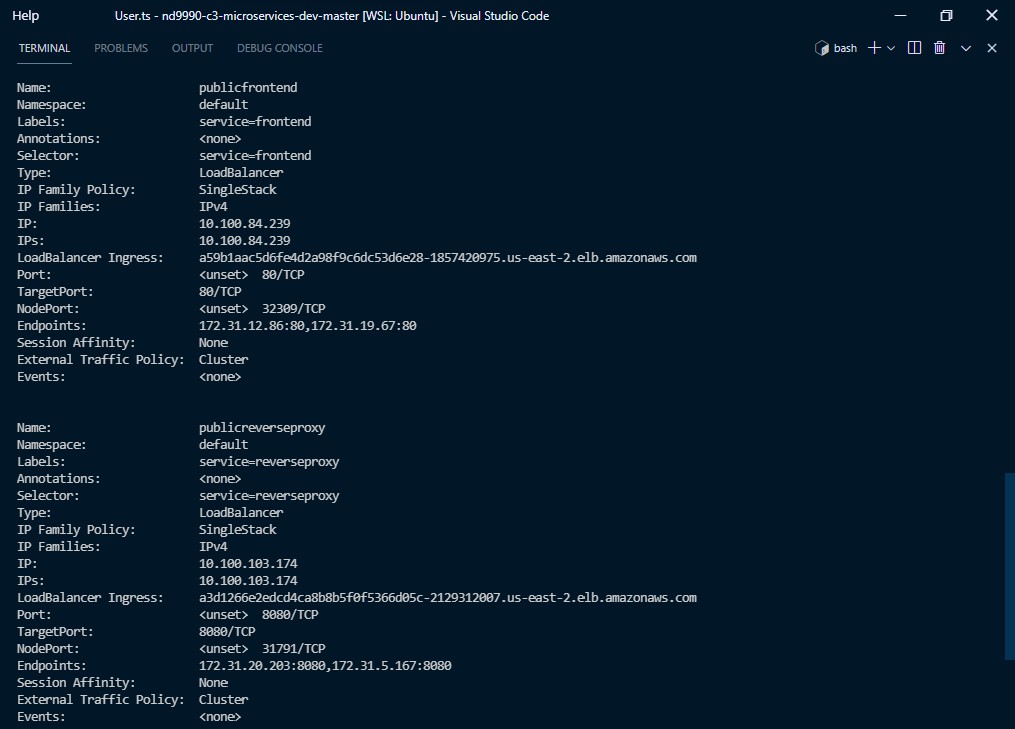 Help User.ts - nd9990-c3-microservices-dev-master [WSL: Ubuntu] - Visual Studio Code
TERMINAL PROBLEMS OUTPUT DEBUG CONSOLE bash
Name: publicfrontend
Namespace: default
Labels: service=frontend
Annotations: <none>
Selector: service=frontend
Type: LoadBalancer
IP Family Policy: SingleStack
IP Families: IPv4
IP: 10.100.84.239
IPs: 10.100.84.239
LoadBalancer Ingress: a59b1aac5d6fe4d2a98f9c6dc53d6e28-1857420975.us-east-2.elb.amazonaws.com
Port: <unset> 80/TCP
TargetPort: 80/TCP
NodePort: <unset> 32309/TCP
Endpoints: 172.31.12.86:80,172.31.19.67:80
Session Affinity: None
External Traffic Policy: Cluster
Events: <none>
Name: publicreverseproxy
Namespace: default
Labels: service=reverseproxy
Annotations: <none>
Selector: service=reverseproxy
Type: LoadBalancer
IP Family Policy: SingleStack
IP Families: IPv4
IP: 10.100.103.174
IPs: 10.100.103.174
LoadBalancer Ingress: a3d1266e2edcd4ca8b8b5f0f5366d05c-2129312007.us-east-2.elb.amazonaws.com
Port: <unset> 8080/TCP
TargetPort: 8080/TCP
NodePort: <unset> 31791/TCP
Endpoints: 172.31.20.203:8080,172.31.5.167:8080
Session Affinity: None
External Traffic Policy: Cluster
Events: <none>